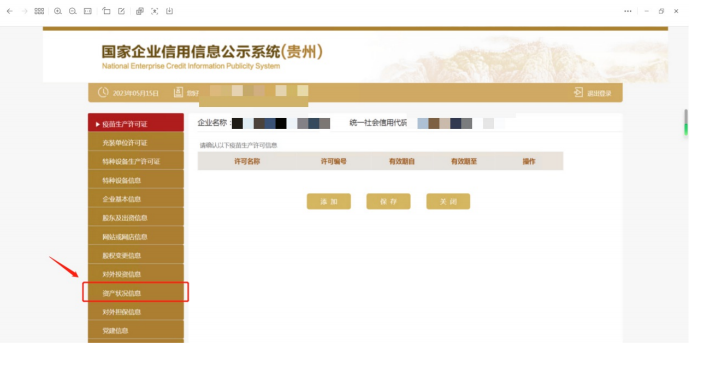 国家企业信用信息公示系统(贵州)
National Enterprise Credit Information Publicity System
2023年05月15日 您好 退出登录
▶ 疫苗生产许可证
企业名称： 统一社会信用代码
充装单位许可证
请确认以下疫苗生产许可信息
特种设备生产许可证
许可名称 许可编号 有效期自 有效期至 操作
特种设备信息
企业基本信息
添 加 保 存 关 闭
股东及出资信息
网站或网店信息
股权变更信息
对外投资信息
资产状况信息
对外担保信息
党建信息